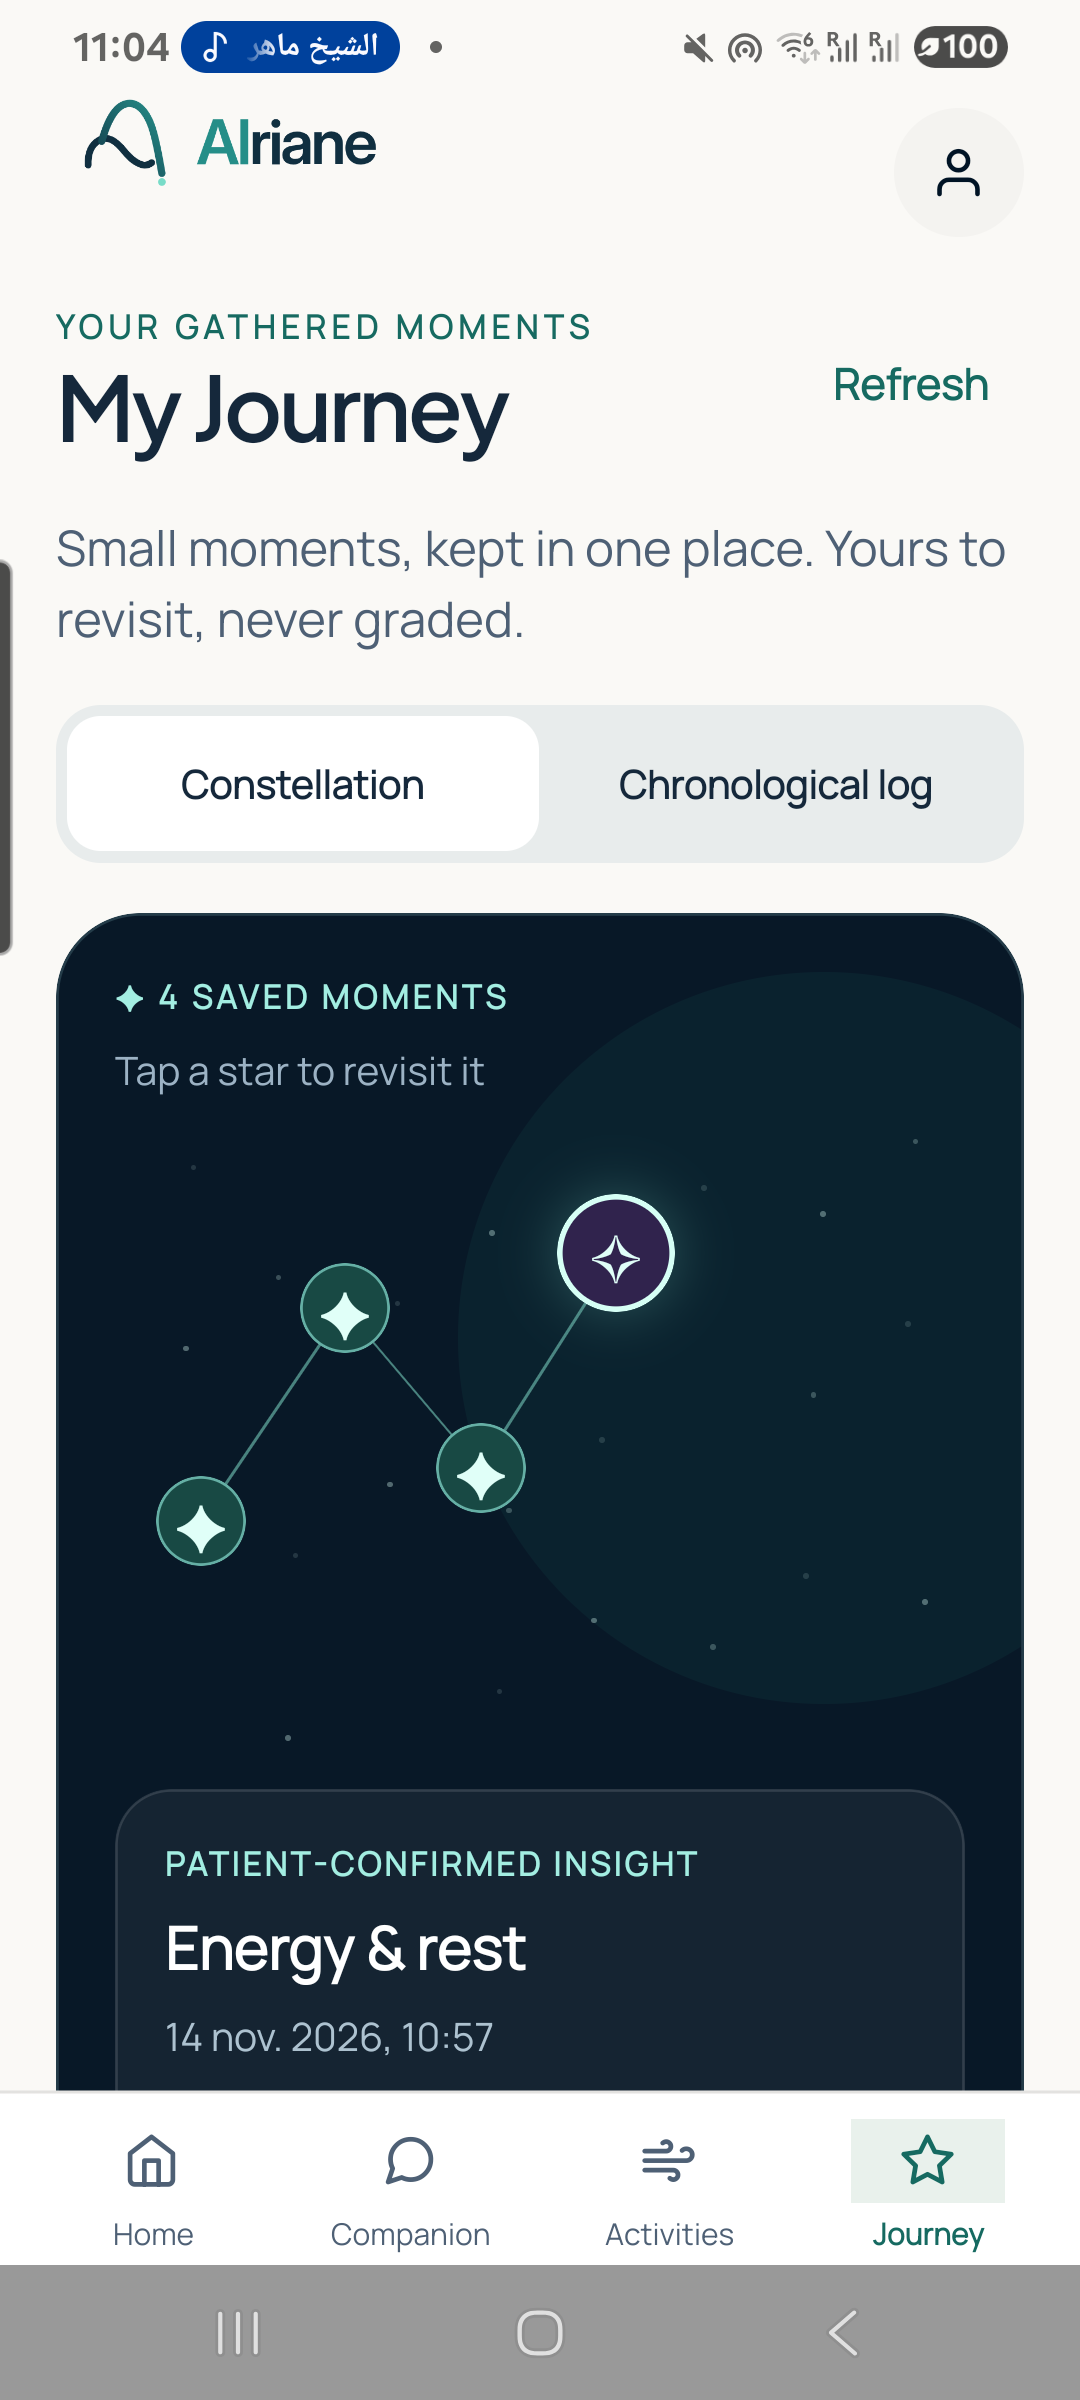 11:04 الشيخ ماهر 6 R R 100
AIriane
YOUR GATHERED MOMENTS
My Journey
Refresh
Small moments, kept in one place. Yours to
revisit, never graded.
Constellation Chronological log
4 SAVED MOMENTS
Tap a star to revisit it
PATIENT-CONFIRMED INSIGHT
Energy & rest
14 nov. 2026, 10:57
Home Companion Activities Journey